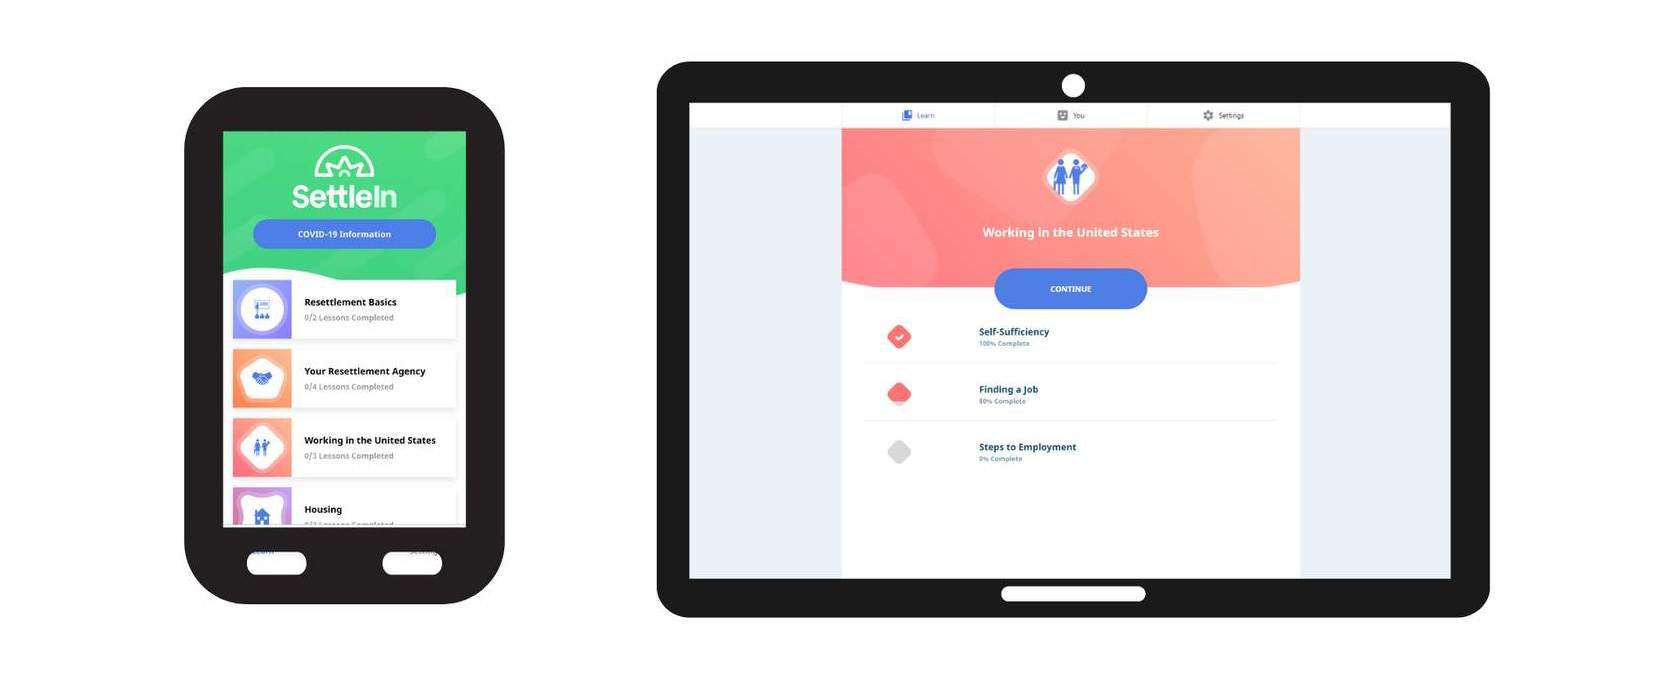 SettleIn
COVID-19 Information
Resettlement Basics
0/2 Lessons Completed
Your Resettlement Agency
0/4 Lessons Completed
Working in the United States
0/3 Lessons Completed
Housing
Lessons Completed
Learn
You
Settings
Working in the United States
CONTINUE
Self-Sufficiency
100% Complete
Finding a Job
80% Complete
Steps to Employment
0% Complete